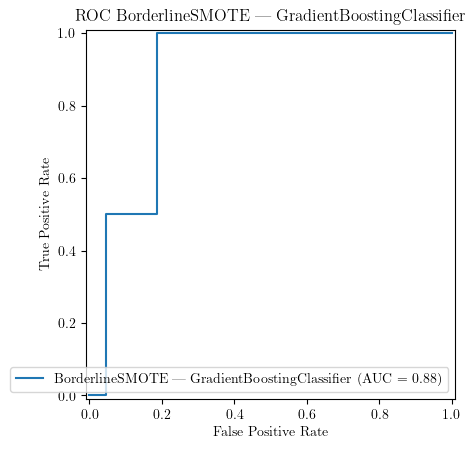 ROC BorderlineSMOTE — GradientBoostingClassifier
1.0
0.8
0.6
0.4
0.2
0.0
True Positive Rate
BorderlineSMOTE — GradientBoostingClassifier (AUC = 0.88)
0.0 0.2 0.4 0.6 0.8 1.0
False Positive Rate